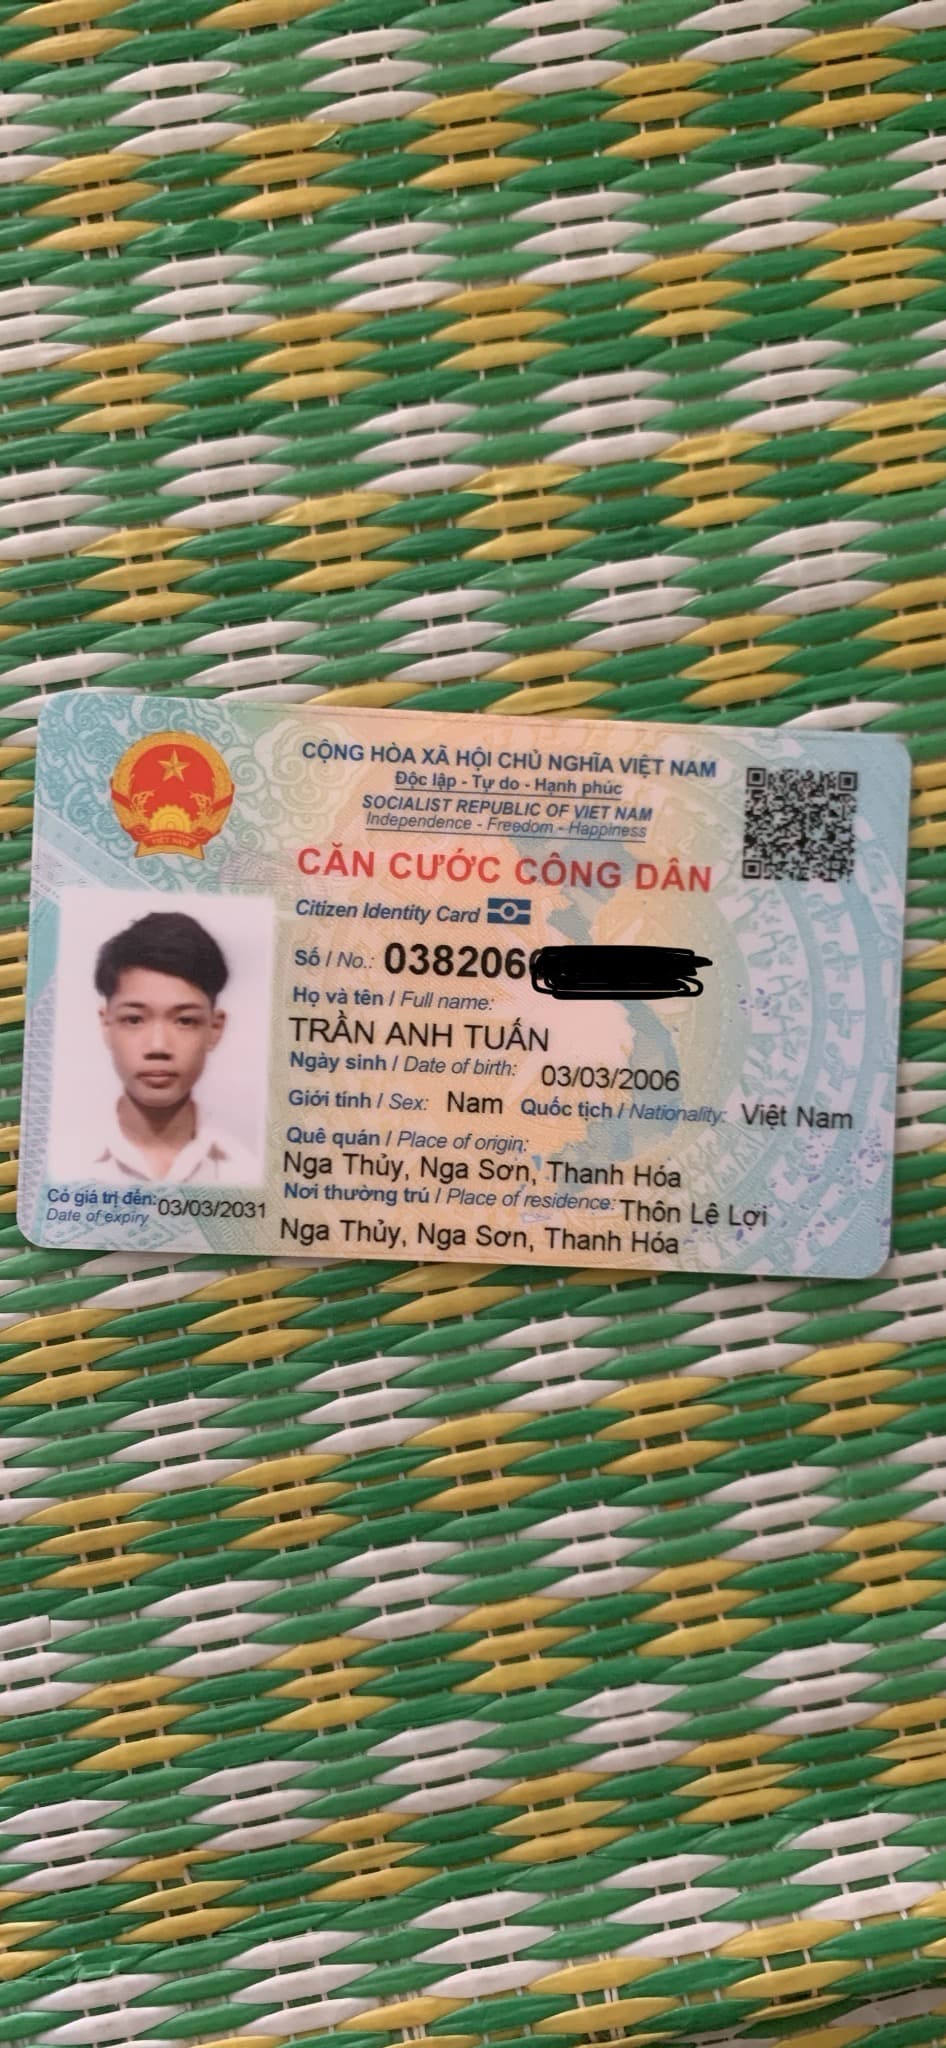 CỘNG HÒA XÃ HỘI CHỦ NGHĨA VIỆT NAM
Độc lập - Tự do - Hạnh phúc
SOCIALIST REPUBLIC OF VIET NAM
Independence - Freedom - Happiness
CĂN CƯỚC CÔNG DÂN
Citizen Identity Card
Số / No.: 038206
Họ và tên / Full name:
TRẦN ANH TUẤN
Ngày sinh / Date of birth: 03/03/2006
Giới tính / Sex: Nam Quốc tịch / Nationality: Việt Nam
Quê quán / Place of origin:
Nga Thủy, Nga Sơn, Thanh Hóa
Nơi thường trú / Place of residence: Thôn Lê Lợi
Nga Thủy, Nga Sơn, Thanh Hóa
Có giá trị đến: 03/03/2031
Date of expiry
VIỆT NAM